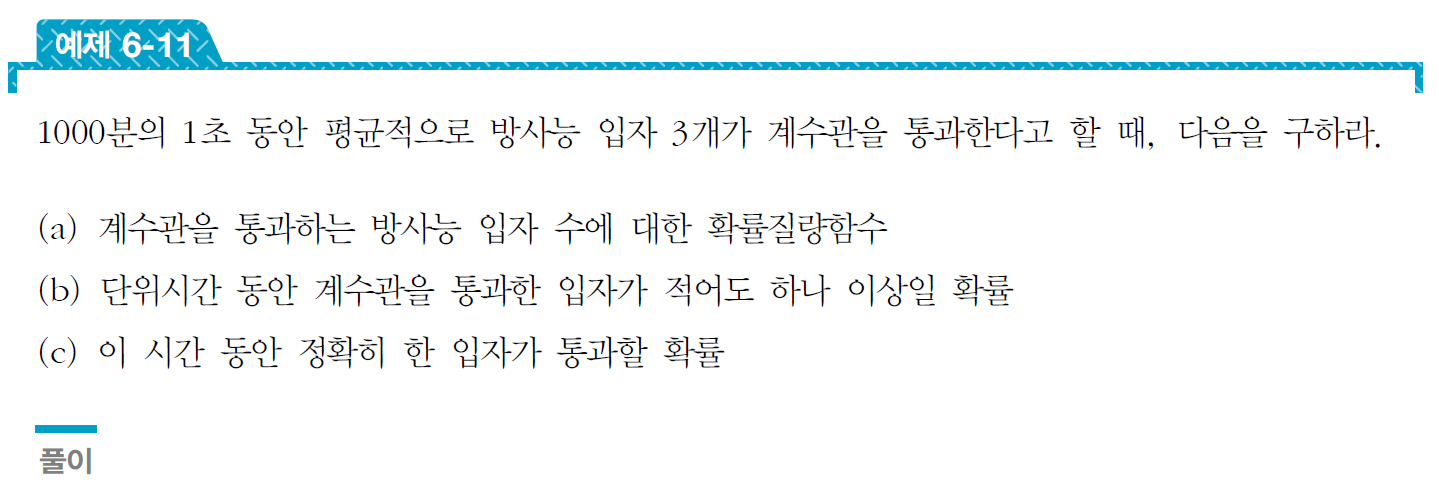 예제 6-11
1000분의 1초 동안 평균적으로 방사능 입자 3개가 계수관을 통과한다고 할 때, 다음을 구하라.
(a) 계수관을 통과하는 방사능 입자 수에 대한 확률질량함수
(b) 단위시간 동안 계수관을 통과한 입자가 적어도 하나 이상일 확률
(c) 이 시간 동안 정확히 한 입자가 통과할 확률
풀이